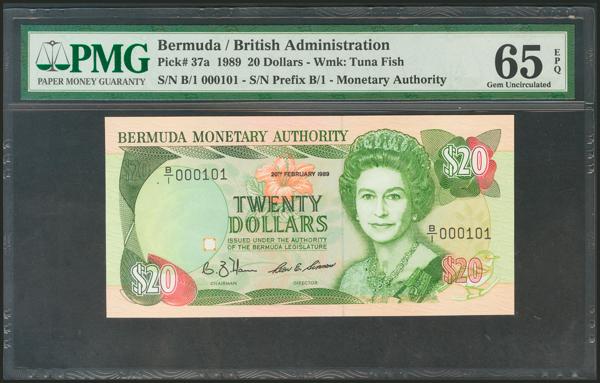 PMG
PAPER MONEY GUARANTY
Bermuda / British Administration
Pick# 37a 1989 20 Dollars - Wmk: Tuna Fish
S/N B/1 000101 - S/N Prefix B/1 - Monetary Authority
65 EPQ
Gem Uncirculated
BERMUDA MONETARY AUTHORITY
$20
B/1 000101
20TH FEBRUARY 1989
TWENTY
DOLLARS
ISSUED UNDER THE AUTHORITY
OF THE BERMUDA LEGISLATURE
B/1 000101
$20
CHAIRMAN
DIRECTOR
$20